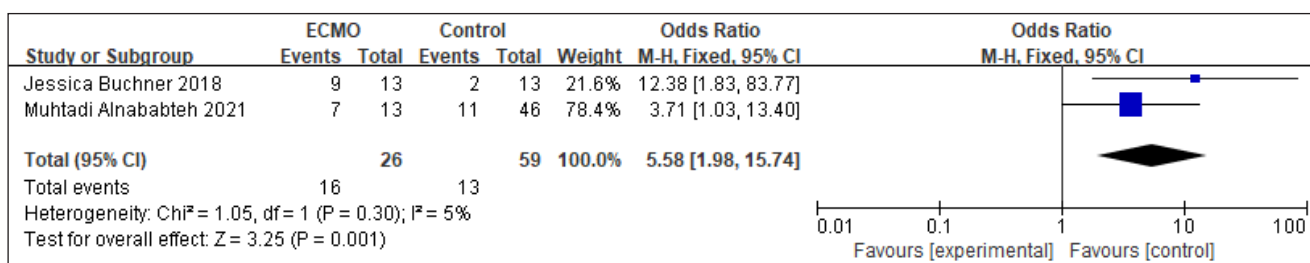 ECMO Control Odds Ratio Odds Ratio
Study or Subgroup Events Total Events Total Weight M-H, Fixed, 95% CI M-H, Fixed, 95% CI
Jessica Buchner 2018 9 13 2 13 21.6% 12.38 [1.83, 83.77]
Muhtadi Alnababteh 2021 7 13 11 46 78.4% 3.71 [1.03, 13.40]
Total (95% CI) 26 59 100.0% 5.58 [1.98, 15.74]
Total events 16 13
Heterogeneity: Chi² = 1.05, df = 1 (P = 0.30); I² = 5%
Test for overall effect: Z = 3.25 (P = 0.001)
0.01 0.1 1 10 100
Favours [experimental] Favours [control]